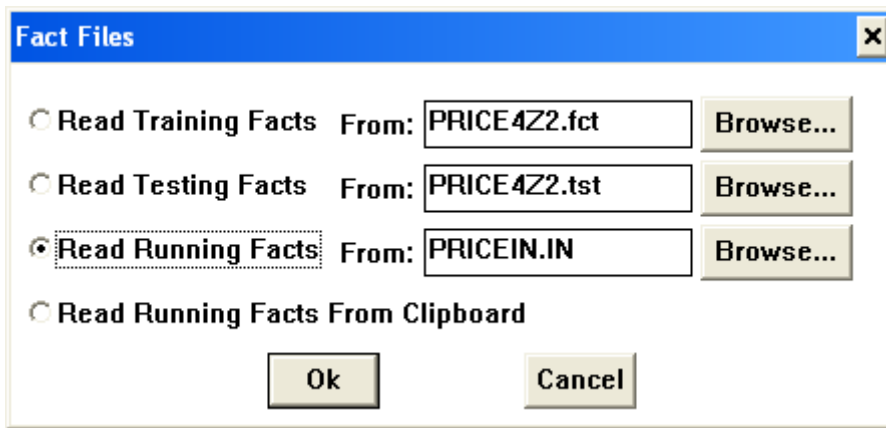 Fact Files
Read Training Facts From: PRICE4Z2.fct Browse...
Read Testing Facts From: PRICE4Z2.tst Browse...
Read Running Facts From: PRICEIN.IN Browse...
Read Running Facts From Clipboard
Ok Cancel